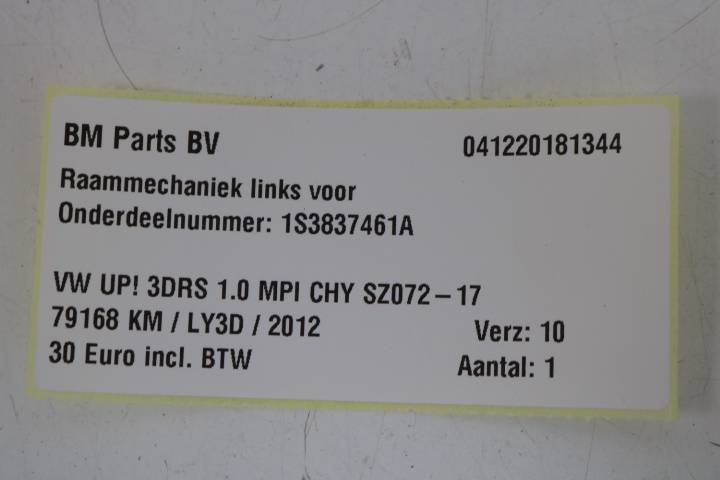 BM Parts BV 041220181344
Raammechaniek links voor
Onderdeelnummer: 1S3837461A
VW UP! 3DRS 1.0 MPI CHY SZ072-17
79168 KM / LY3D / 2012 Verz: 10
30 Euro incl. BTW Aantal: 1